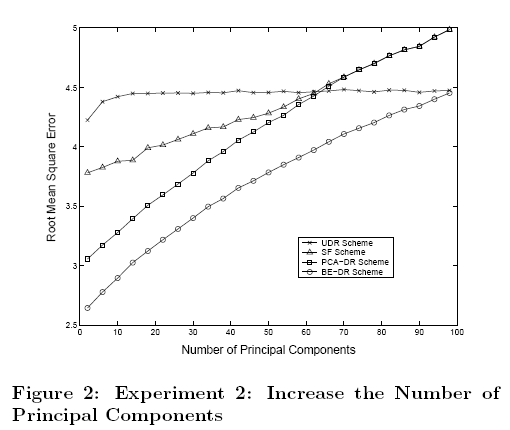 5
4.5
4
3.5
3
2.5
Root Mean Square Error
UDR Scheme
SF Scheme
PCA-DR Scheme
BE-DR Scheme
0 10 20 30 40 50 60 70 80 90 100
Number of Principal Components
Figure 2: Experiment 2: Increase the Number of
Principal Components